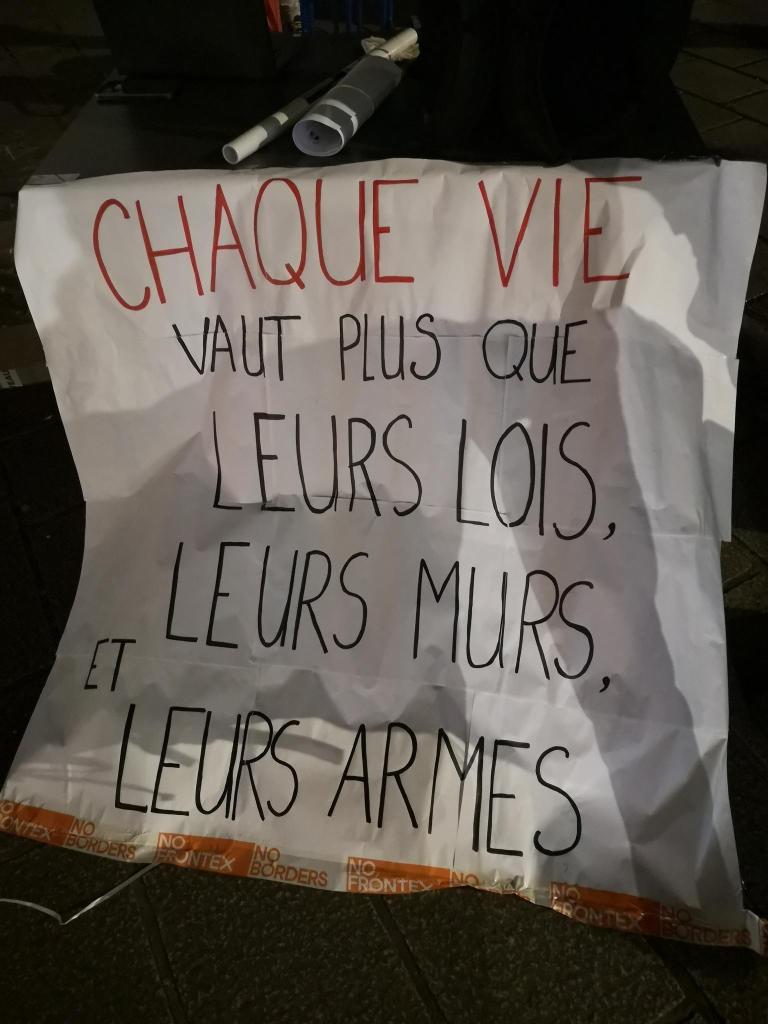 CHAQUE VIE
VAUT PLUS QUE
LEURS LOIS,
LEURS MURS,
ET
LEURS ARMES
NO FRONTEX
NO BORDERS
NO FRONTEX
NO BORDERS
NO FRONTEX
NO
NO FRONTEX
NO BORDERS